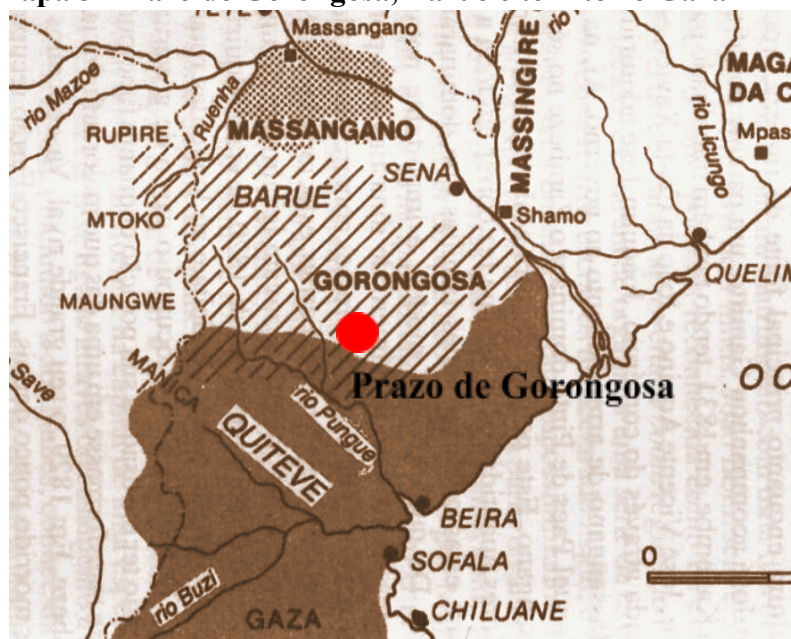 Massangano
MAGA
DA C
rio Mazoe
Ruenha
MASSINGIRE
rio Licungo
Mpas
RUPIRE
MASSANGANO
SENA
BARUÉ
Shamo
MTOKO
GORONGOSA
QUELIM
MAUNGWE
MANICA
Save
Prazo de Gorongosa
O C
rio Pungue
QUITEVE
BEIRA
0
SOFALA
rio Buzi
GAZA
CHILUANE